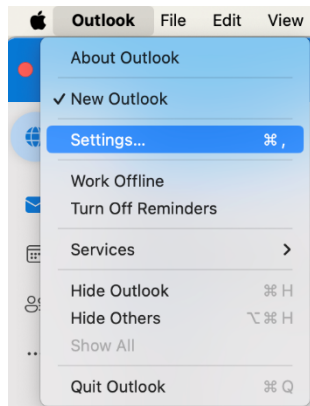 Outlook File Edit View
About Outlook
✓ New Outlook
Settings... ⌘ ,
Work Offline
Turn Off Reminders
Services >
Hide Outlook ⌘ H
Hide Others ⌥ ⌘ H
Show All
Quit Outlook ⌘ Q